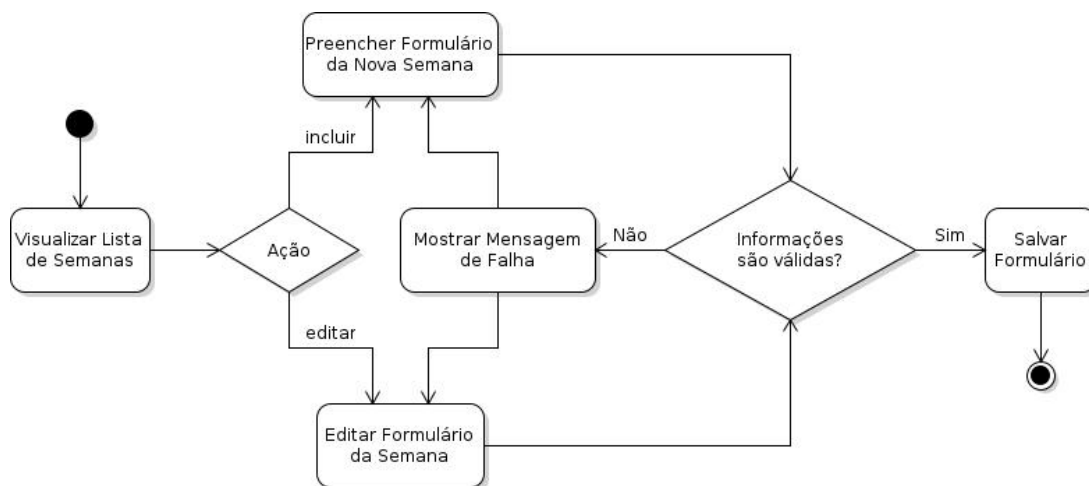 Preencher Formulário
da Nova Semana
incluir
Visualizar Lista
de Semanas
Ação
Mostrar Mensagem
de Falha
Não
Informações
são válidas?
Sim
Salvar
Formulário
editar
Editar Formulário
da Semana